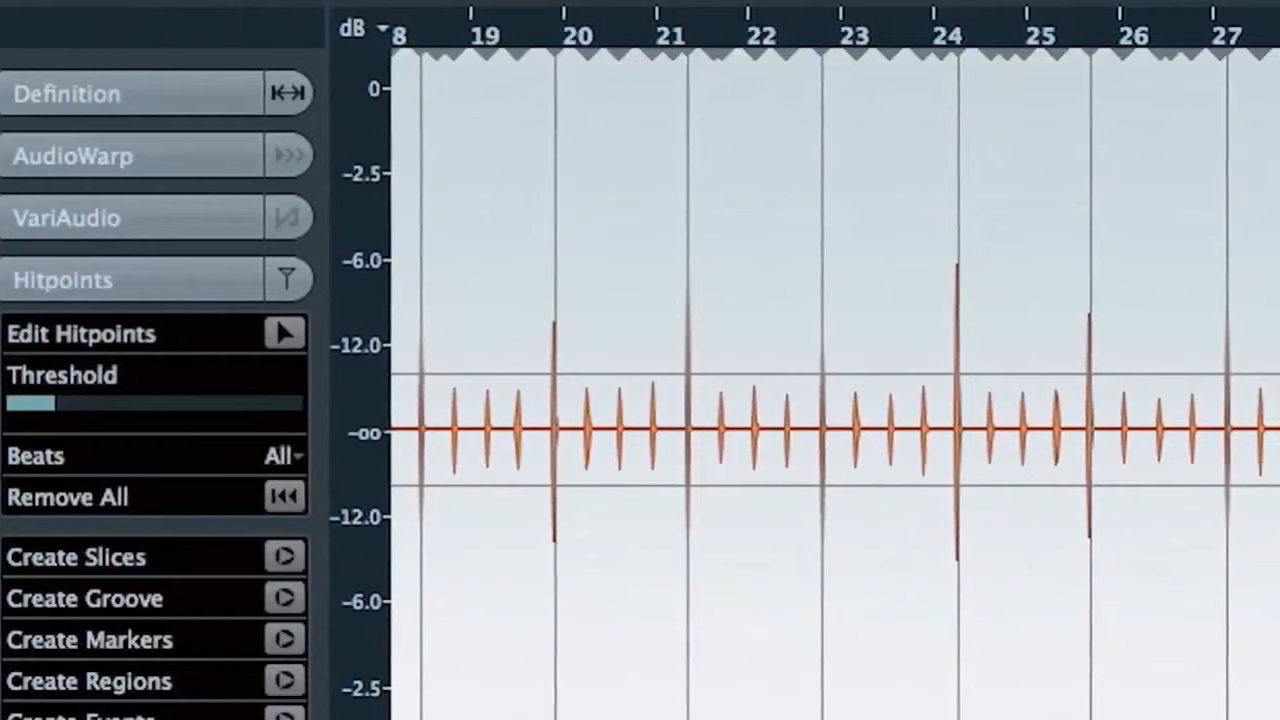 dB 8 19 20 21 22 23 24 25 26 27
Definition
AudioWarp
VariAudio
Hitpoints
Edit Hitpoints
Threshold
Beats All
Remove All
Create Slices
Create Groove
Create Markers
Create Regions
Create Events
0
-2.5
-6.0
-12.0
-oo
-12.0
-6.0
-2.5